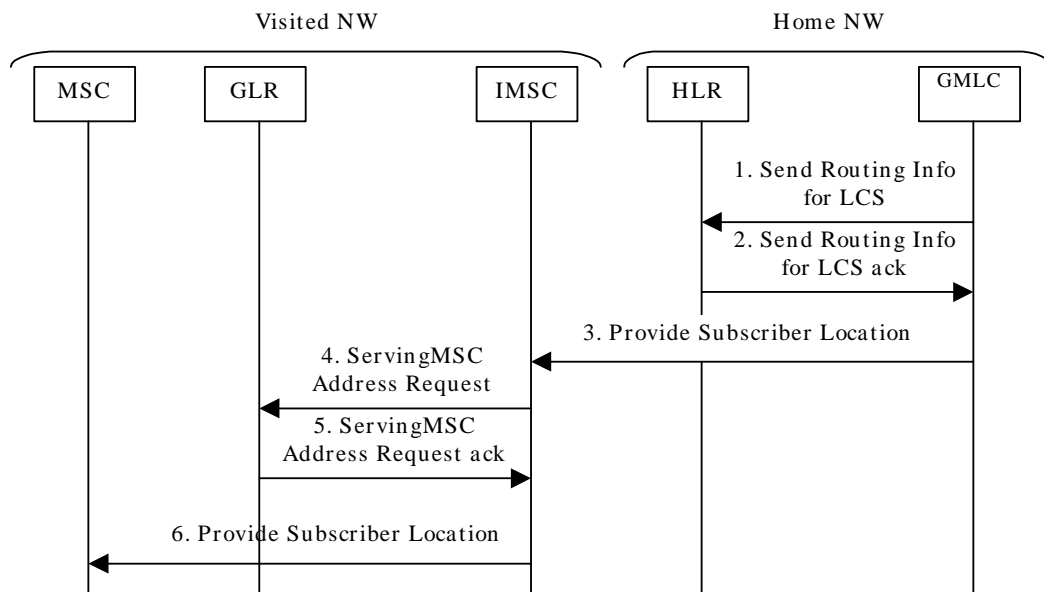 Visited NW
Home NW
MSC
GLR
IMSC
HLR
GMLC
1. Send Routing Info
for LCS
2. Send Routing Info
for LCS ack
3. Provide Subscriber Location
4. ServingMSC
Address Request
5. ServingMSC
Address Request ack
6. Provide Subscriber Location